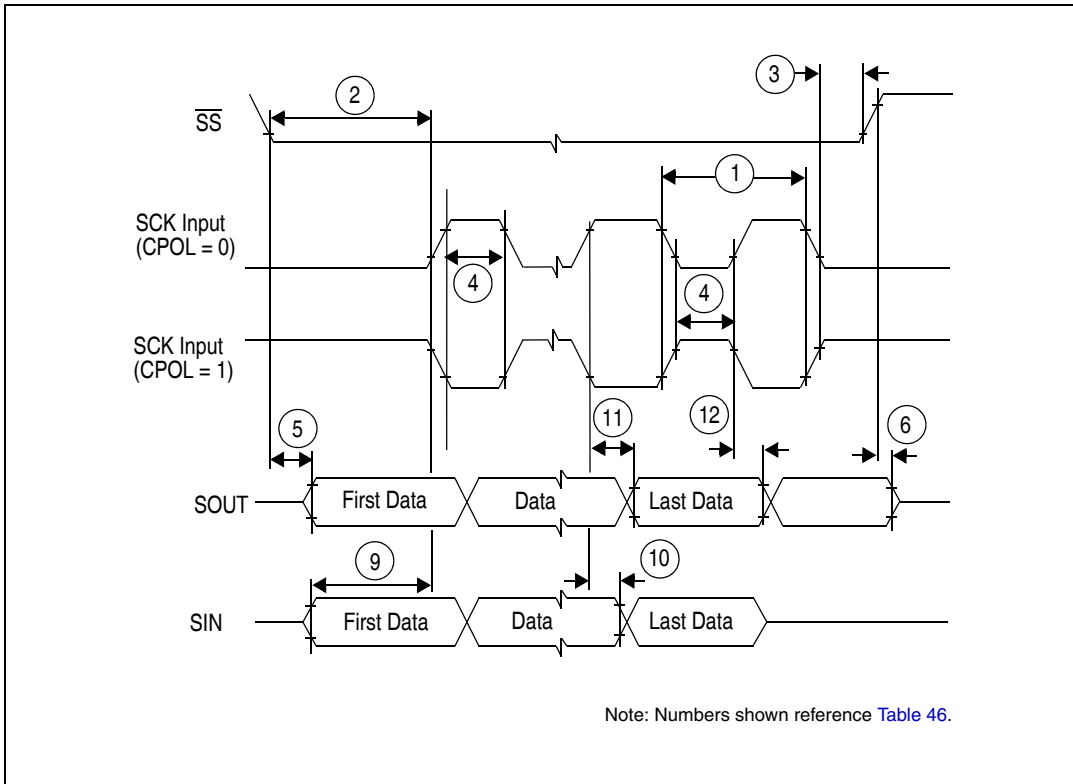 3
2
SS
1
SCK Input
(CPOL = 0)
4
4
SCK Input
(CPOL = 1)
5
11
12
6
SOUT
First Data
Data
Last Data
9
10
SIN
First Data
Data
Last Data
Note: Numbers shown reference Table 46.